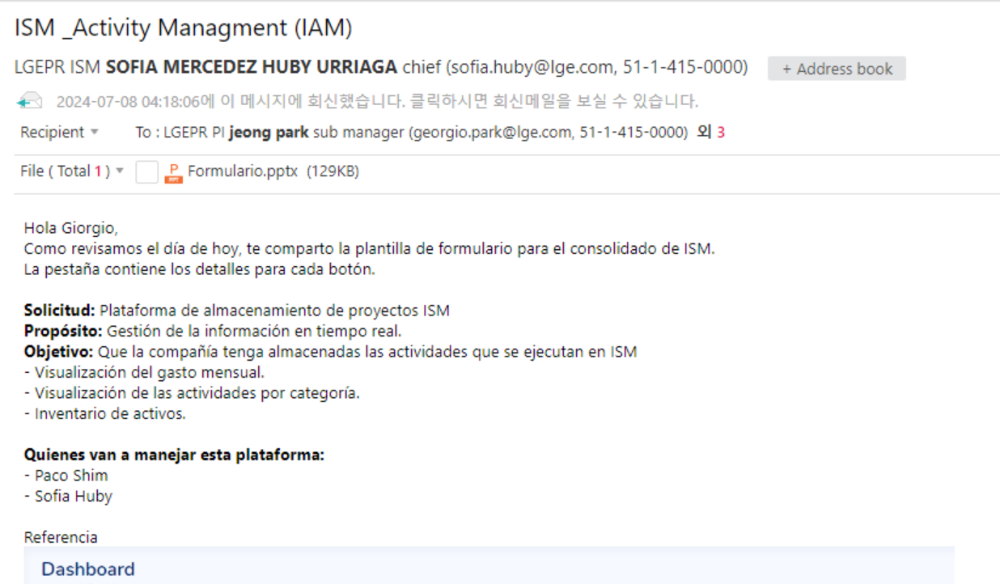 ISM _Activity Managment (IAM)
LGEPR ISM SOFIA MERCEDEZ HUBY URRIAGA chief (sofia.huby@lge.com, 51-1-415-0000) + Address book
2024-07-08 04:18:06에 이 메시지에 회신했습니다. 클릭하시면 회신메일을 보실 수 있습니다.
Recipient To : LGEPR PI jeong park sub manager (georgio.park@lge.com, 51-1-415-0000) 외 3
File ( Total 1 ) P PPT Formulario.pptx (129KB)
Hola Giorgio,
Como revisamos el día de hoy, te comparto la plantilla de formulario para el consolidado de ISM.
La pestaña contiene los detalles para cada botón.
Solicitud: Plataforma de almacenamiento de proyectos ISM
Propósito: Gestión de la información en tiempo real.
Objetivo: Que la compañía tenga almacenadas las actividades que se ejecutan en ISM
- Visualización del gasto mensual.
- Visualización de las actividades por categoría.
- Inventario de activos.
Quienes van a manejar esta plataforma:
- Paco Shim
- Sofia Huby
Referencia
Dashboard